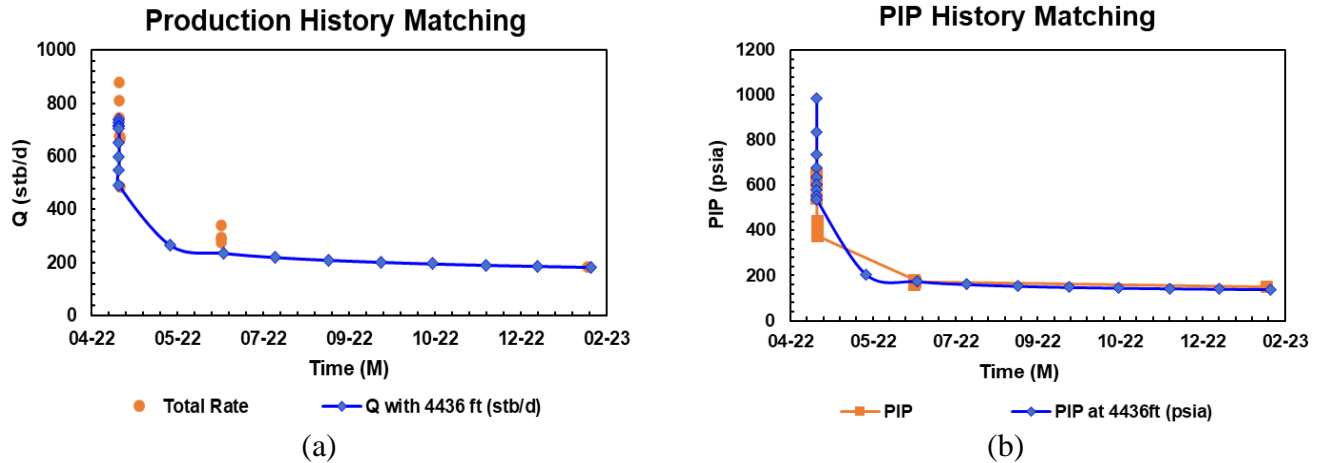 Production History Matching
1000
800
600
400
200
0
Q (stb/d)
04-22 05-22 07-22 09-22 10-22 12-22 02-23
Time (M)
Total Rate Q with 4436 ft (stb/d)
(a)
PIP History Matching
1200
1000
800
600
400
200
0
PIP (psia)
04-22 05-22 07-22 09-22 10-22 12-22 02-23
Time (M)
PIP PIP at 4436ft (psia)
(b)